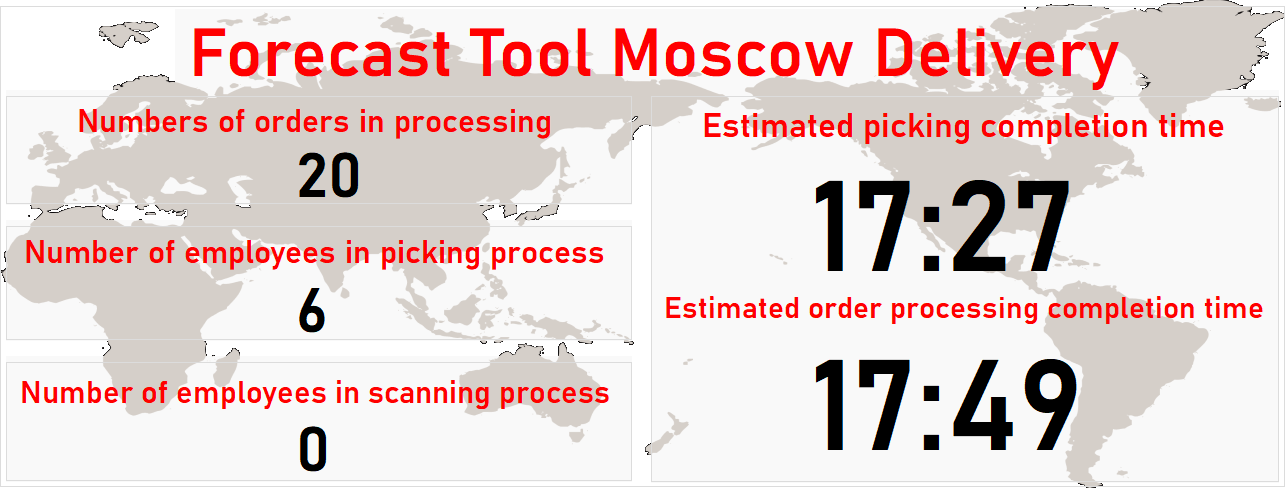 Forecast Tool Moscow Delivery
Numbers of orders in processing
20
Number of employees in picking process
6
Number of employees in scanning process
0
Estimated picking completion time
17:27
Estimated order processing completion time
17:49